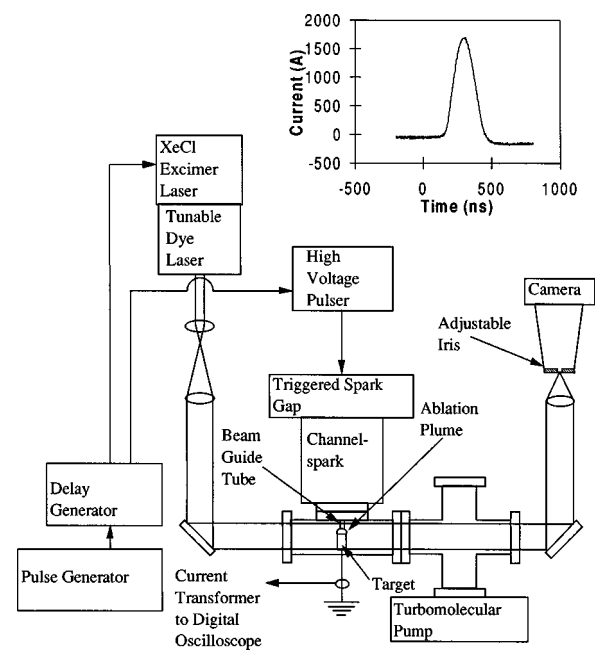 2000
1500
1000
500
0
-500
Current (A)
-500
0
500
1000
Time (ns)
XeCl
Excimer
Laser
Tunable
Dye
Laser
High
Voltage
Pulser
Camera
Adjustable
Iris
Triggered Spark
Gap
Ablation
Plume
Beam
Guide
Tube
Channel-
spark
Delay
Generator
Pulse Generator
Current
Transformer
to Digital
Oscilloscope
Target
Turbomolecular
Pump